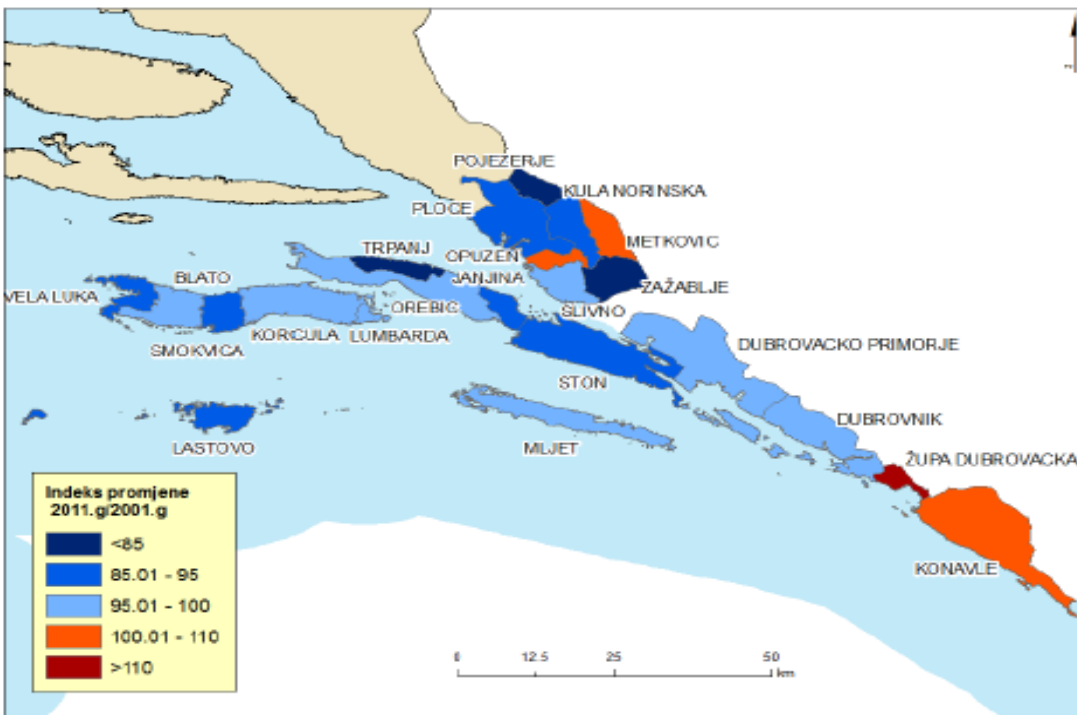 POJEZERJE
KULA NORINSKA
PLOCE
METKOVIC
TRPANJ
OPUZEN
BLATO
JANJINA
ZAŽABLJE
VELA LUKA
OREBIC
SLIVNO
KORCULA
LUMBARDA
SMOKVICA
DUBROVACKO PRIMORJE
STON
DUBROVNIK
LASTOVO
MLJET
ŽUPA DUBROVACKA
KONAVLE
Indeks promjene
2011.g/2001.g
<85
85.01 - 95
95.01 - 100
100.01 - 110
>110
0 12.5 25 50
km